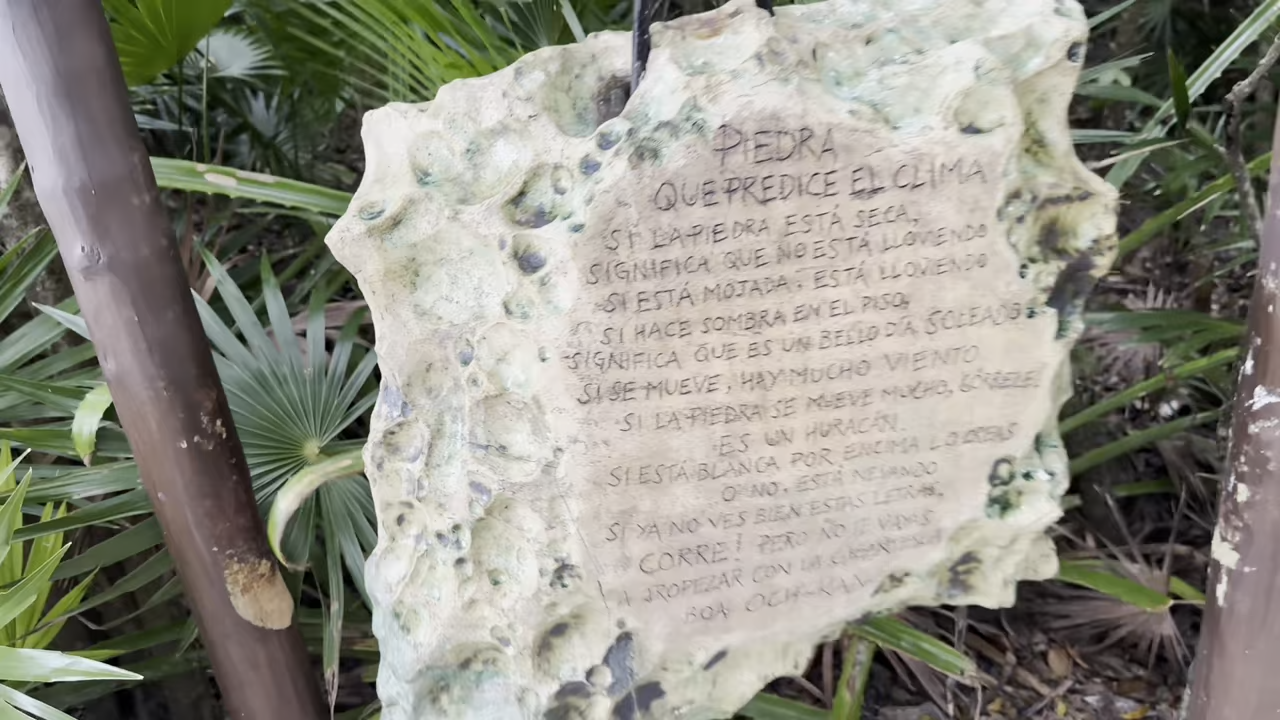 PIEDRA
QUE PREDICE EL CLIMA
SI LA PIEDRA ESTÁ SECA,
SIGNIFICA QUE NO ESTÁ LLOVIENDO
SI ESTÁ MOJADA, ESTÁ LLOVIENDO
SI HACE SOMBRA EN EL PISO,
SIGNIFICA QUE ES UN BELLO DÍA SOLEADO
SI SE MUEVE, HAY MUCHO VIENTO
SI LA PIEDRA SE MUEVE MUCHO,
ES UN HURACÁN.
SI ESTÁ BLANCA POR ENCIMA LO CREAS
O NO, ESTÁ NEVANDO
SI YA NO VES BIEN ESTAS LETRAS,
CORRE! PERO NO TE VAYAS
A TROPEZAR CON LA
BOA OCH-KAN